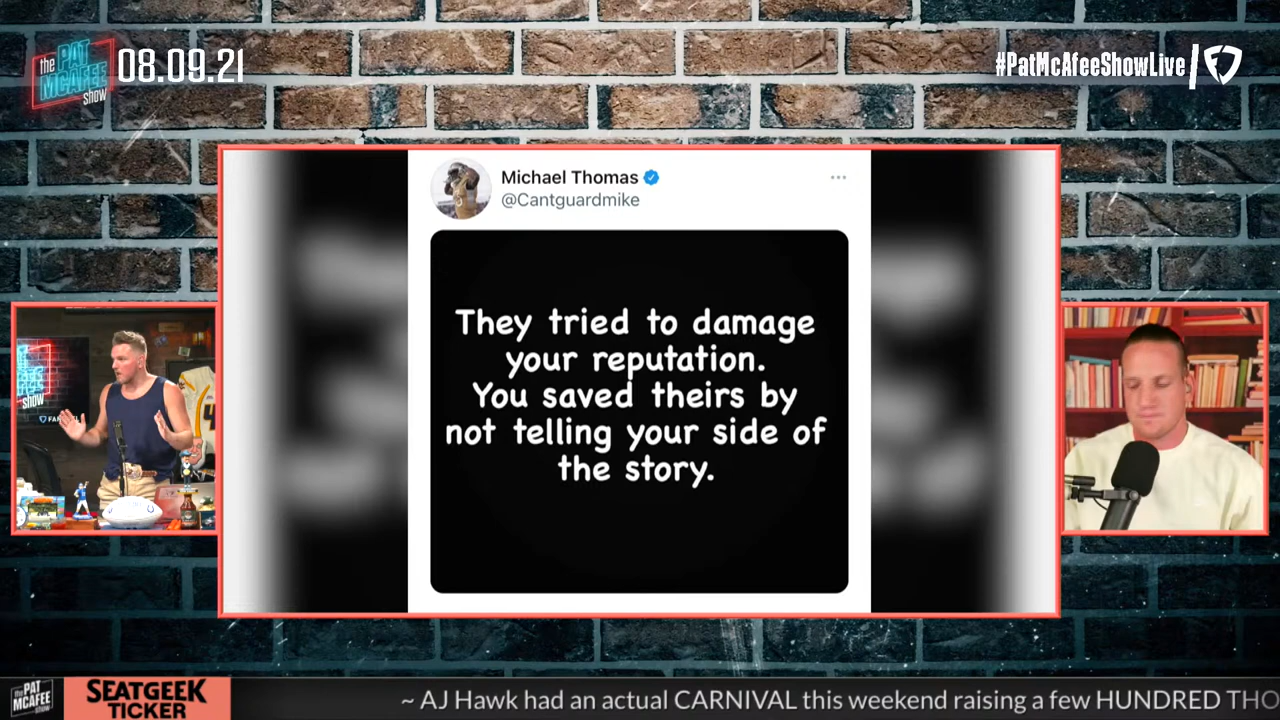 the PAT MCAFEE show
08.09.21
#PatMcAfeeShowLive
Michael Thomas
@Cantguardmike
They tried to damage
your reputation.
You saved theirs by
not telling your side of
the story.
show
the PAT MCAFEE show
SEATGEEK
TICKER
~ AJ Hawk had an actual CARNIVAL this weekend raising a few HUNDRED THO